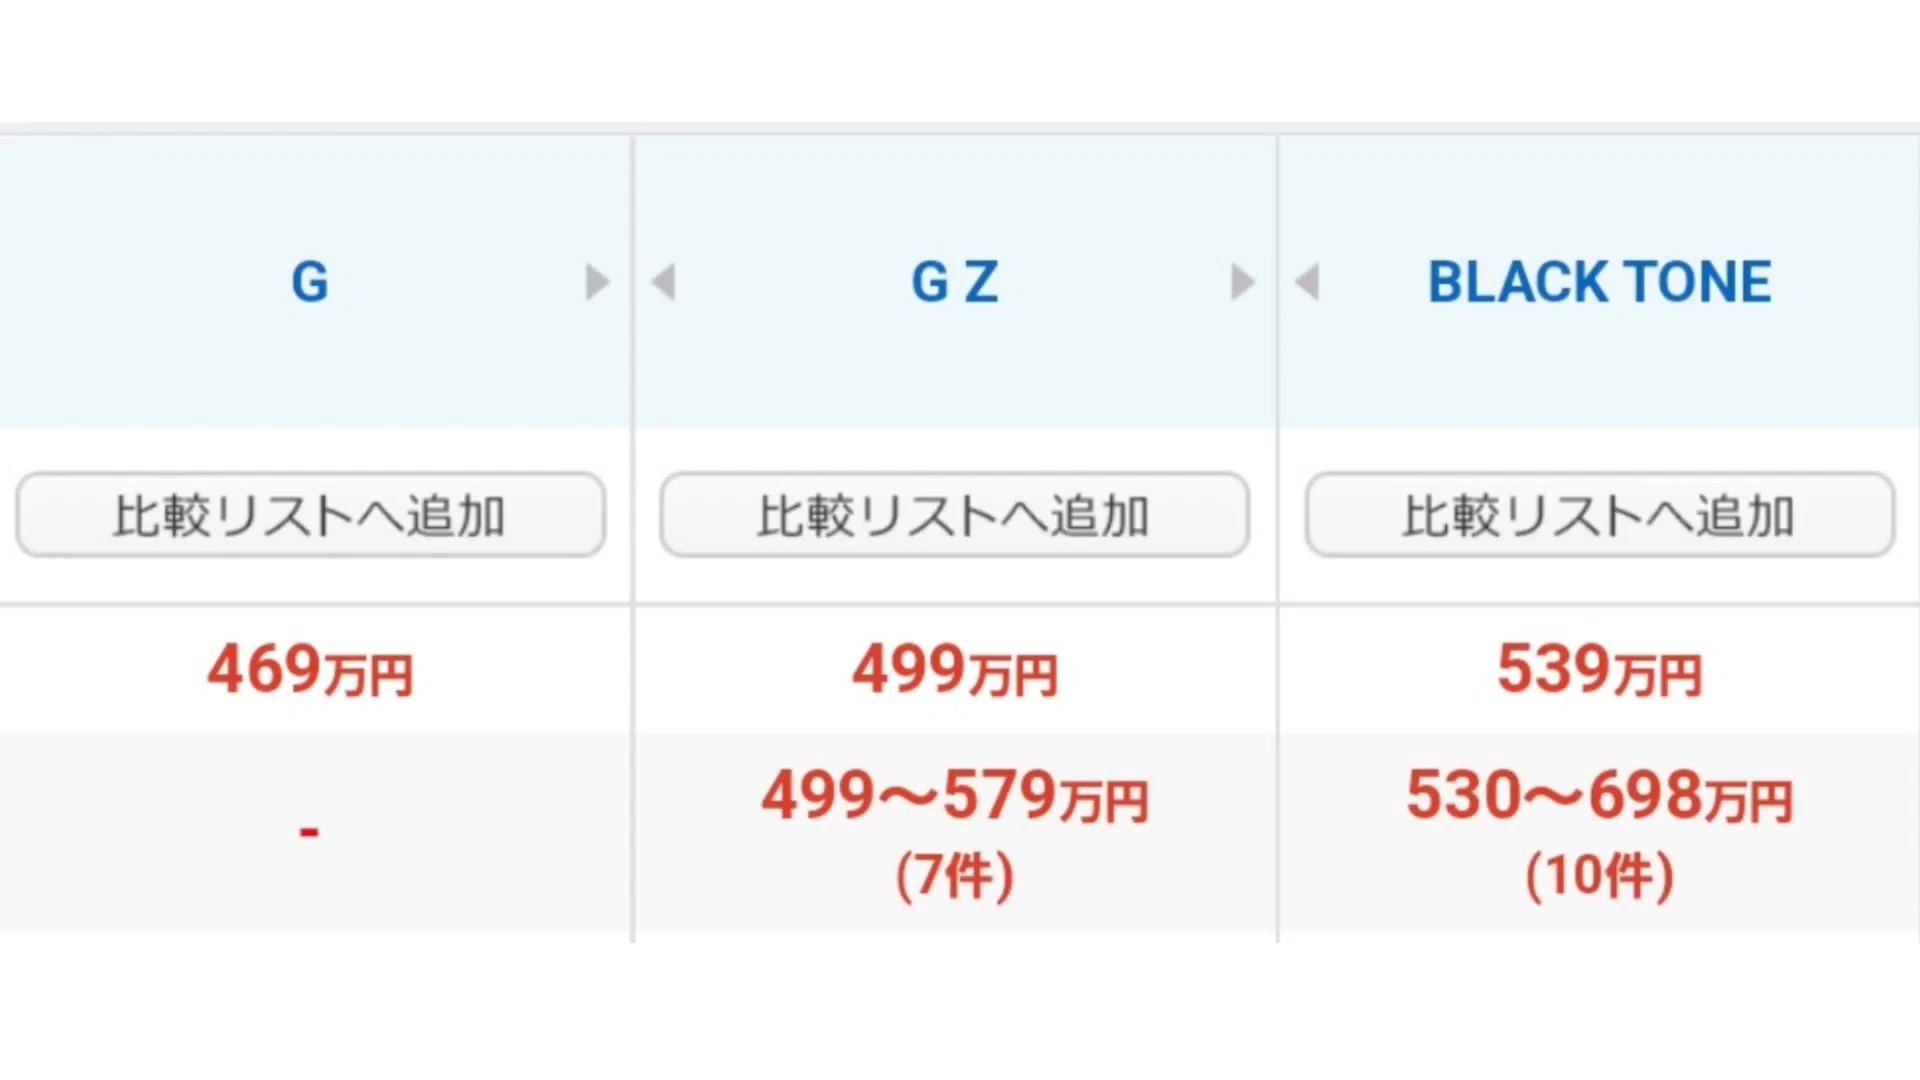 G
G Z
BLACK TONE
比較リストへ追加
比較リストへ追加
比較リストへ追加
469万円
499万円
539万円
-
499〜579万円
(7件)
530〜698万円
(10件)